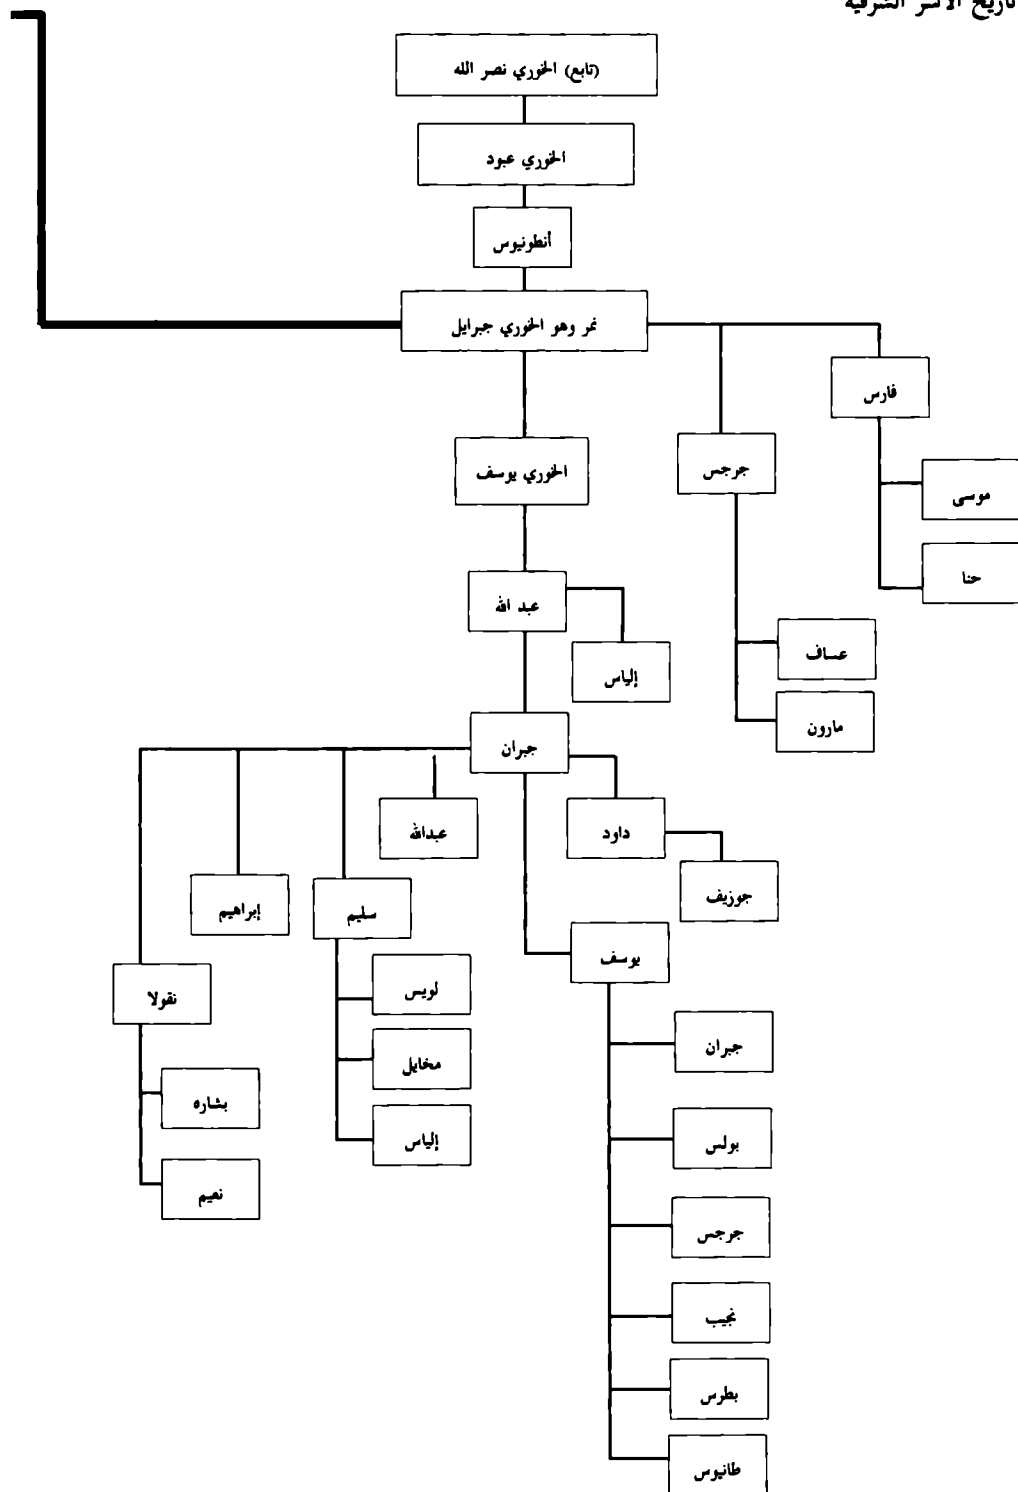 تاريخ الأسر الشرقية
(تابع) الخوري نصر الله
الخوري عبود
أنطونيوس
نمر وهو الخوري جبرايل
فارس
جرجس
الخوري يوسف
موسى
حنا
عبد الله
عساف
إلياس
مارون
جبران
داود
عبدالله
جوزيف
سليم
إبراهيم
يوسف
لويس
نقولا
جبران
مخايل
بشاره
بولس
إلياس
نعيم
جرجس
نجيب
بطرس
طانيوس